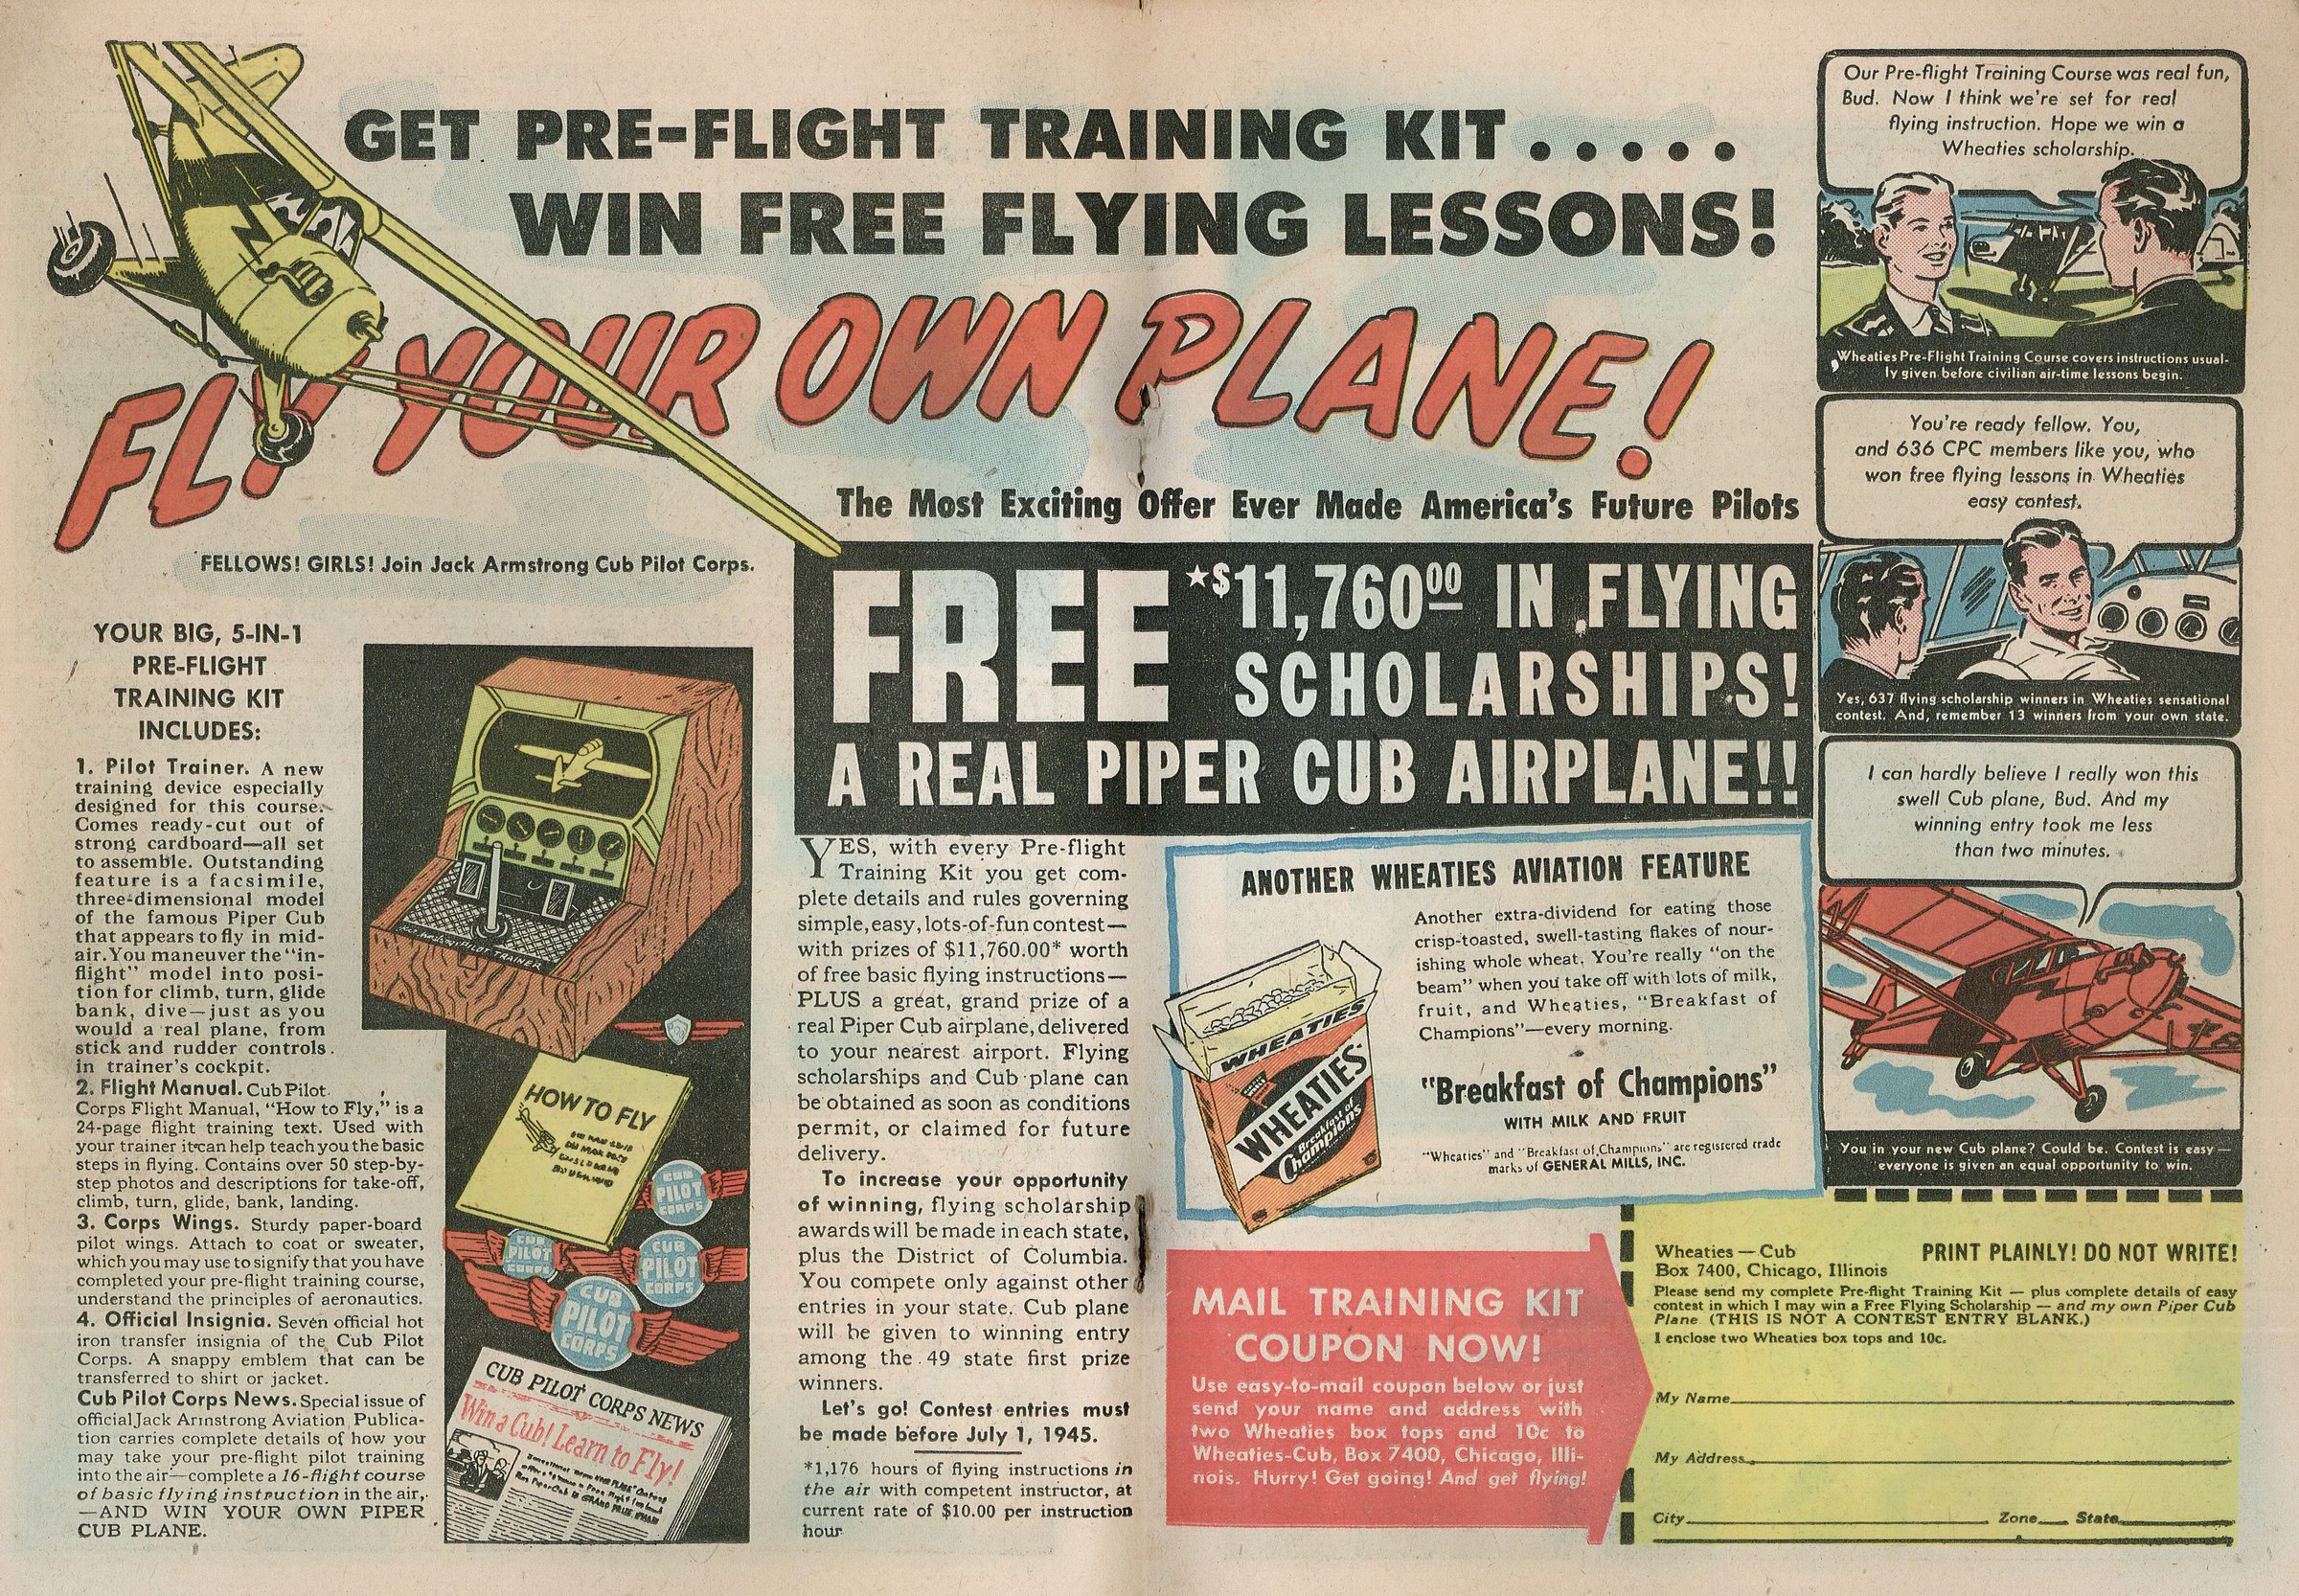 GET PRE-FLIGHT TRAINING KIT.....
WIN FREE FLYING LESSONS!
FLY YOUR OWN PLANE!
The Most Exciting Offer Ever Made America's Future Pilots
FELLOWS! GIRLS! Join Jack Armstrong Cub Pilot Corps.
YOUR BIG, 5-IN-1
PRE-FLIGHT
TRAINING KIT
INCLUDES:
1. Pilot Trainer. A new
training device especially
designed for this course.
Comes ready-cut out of
strong cardboard—all set
to assemble. Outstanding
feature is a facsimile,
three-dimensional model
of the famous Piper Cub
that appears to fly in mid-
air. You maneuver the "in-
flight" model into posi-
tion for climb, turn, glide
bank, dive—just as you
would a real plane, from
stick and rudder controls.
in trainer's cockpit.
2. Flight Manual. Cub Pilot
Corps Flight Manual, "How to Fly," is a
24-page flight training text. Used with
your trainer it can help teach you the basic
steps in flying. Contains over 50 step-by-
step photos and descriptions for take-off,
climb, turn, glide, bank, landing.
3. Corps Wings. Sturdy paper-board
pilot wings. Attach to coat or sweater,
which you may use to signify that you have
completed your pre-flight training course,
understand the principles of aeronautics.
4. Official Insignia. Seven official hot
iron transfer insignia of the Cub Pilot
Corps. A snappy emblem that can be
transferred to shirt or jacket.
Cub Pilot Corps News. Special issue of
official Jack Armstrong Aviation Publica-
tion carries complete details of how you
may take your pre-flight pilot training
into the air—complete a 16-flight course
of basic flying instruction in the air,
—AND WIN YOUR OWN PIPER
CUB PLANE.
PILOT TRAINER
HOW TO FLY
CUB
PILOT
CORPS
CUB
PILOT
CORPS
CUB
PILOT
CORPS
CUB
PILOT
CORPS
CUB PILOT CORPS NEWS
Win a Cub! Learn to Fly!
FREE *$11,760.00 IN FLYING
SCHOLARSHIPS!
A REAL PIPER CUB AIRPLANE!!
YES, with every Pre-flight
Training Kit you get com-
plete details and rules governing
simple, easy, lots-of-fun contest—
with prizes of $11,760.00* worth
of free basic flying instructions—
PLUS a great, grand prize of a
real Piper Cub airplane, delivered
to your nearest airport. Flying
scholarships and Cub plane can
be obtained as soon as conditions
permit, or claimed for future
delivery.
To increase your opportunity
of winning, flying scholarship
awards will be made in each state,
plus the District of Columbia.
You compete only against other
entries in your state. Cub plane
will be given to winning entry
among the 49 state first prize
winners.
Let's go! Contest entries must
be made before July 1, 1945.
*1,176 hours of flying instructions in
the air with competent instructor, at
current rate of $10.00 per instruction
hour
ANOTHER WHEATIES AVIATION FEATURE
Another extra-dividend for eating those
crisp-toasted, swell-tasting flakes of nour-
ishing whole wheat. You're really "on the
beam" when you take off with lots of milk,
fruit, and Wheaties, "Breakfast of
Champions"—every morning.
"Breakfast of Champions"
WITH MILK AND FRUIT
"Wheaties" and "Breakfast of Champions" are registered trade
marks of GENERAL MILLS, INC.
WHEATIES
WHEATIES
Breakfast of
Champions
MAIL TRAINING KIT
COUPON NOW!
Use easy-to-mail coupon below or just
send your name and address with
two Wheaties box tops and 10c to
Wheaties-Cub, Box 7400, Chicago, Illi-
nois. Hurry! Get going! And get flying!
Our Pre-flight Training Course was real fun,
Bud. Now I think we're set for real
flying instruction. Hope we win a
Wheaties scholarship.
Wheaties Pre-Flight Training Course covers instructions usual-
ly given before civilian air-time lessons begin.
You're ready fellow. You,
and 636 CPC members like you, who
won free flying lessons in Wheaties
easy contest.
Yes, 637 flying scholarship winners in Wheaties sensational
contest. And, remember 13 winners from your own state.
I can hardly believe I really won this
swell Cub plane, Bud. And my
winning entry took me less
than two minutes.
You in your new Cub plane? Could be. Contest is easy—
everyone is given an equal opportunity to win.
Wheaties — Cub
Box 7400, Chicago, Illinois
PRINT PLAINLY! DO NOT WRITE!
Please send my complete Pre-flight Training Kit — plus complete details of easy
contest in which I may win a Free Flying Scholarship — and my own Piper Cub
Plane (THIS IS NOT A CONTEST ENTRY BLANK.)
I enclose two Wheaties box tops and 10c.
My Name
My Address
City Zone State